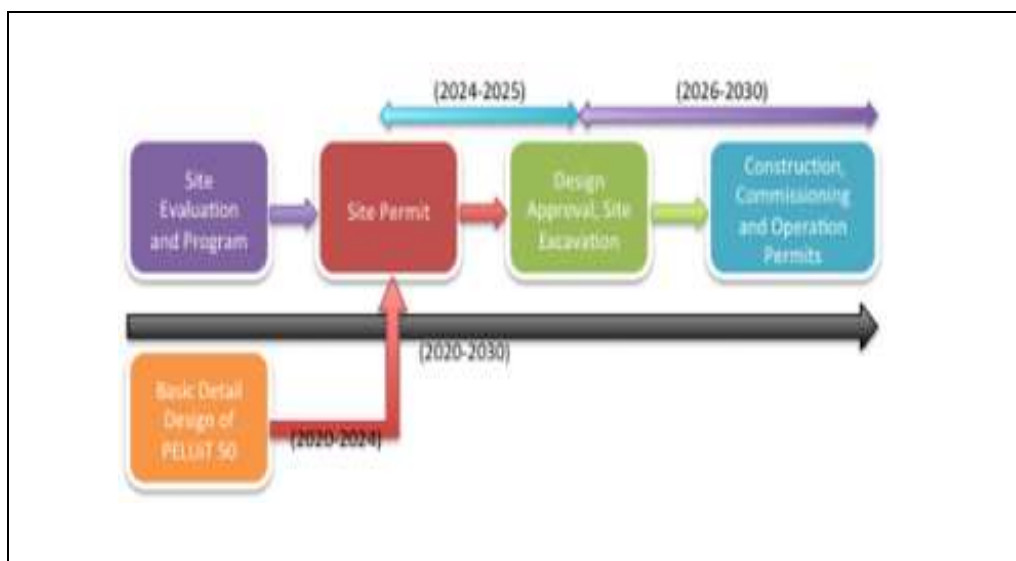 (2024-2025)
(2026-2030)
Site
Evaluation
and Program
Site Permit
Design
Approval, Site
Excavation
Construction,
Commissioning
and Operation
Permits
(2020-2030)
Basic Detail
Design of
PELUIT 50
(2020-2024)